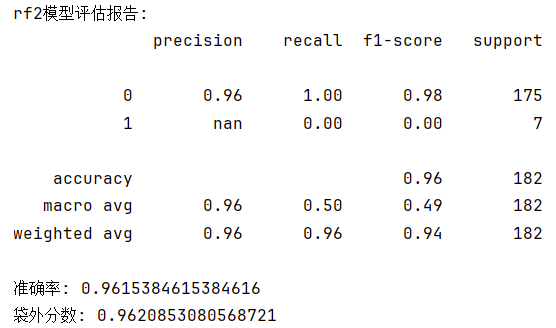 rf2模型评估报告:
precision recall f1-score support
0 0.96 1.00 0.98 175
1 nan 0.00 0.00 7
accuracy 0.96 182
macro avg 0.96 0.50 0.49 182
weighted avg 0.96 0.96 0.94 182
准确率: 0.9615384615384616
袋外分数: 0.9620853080568721